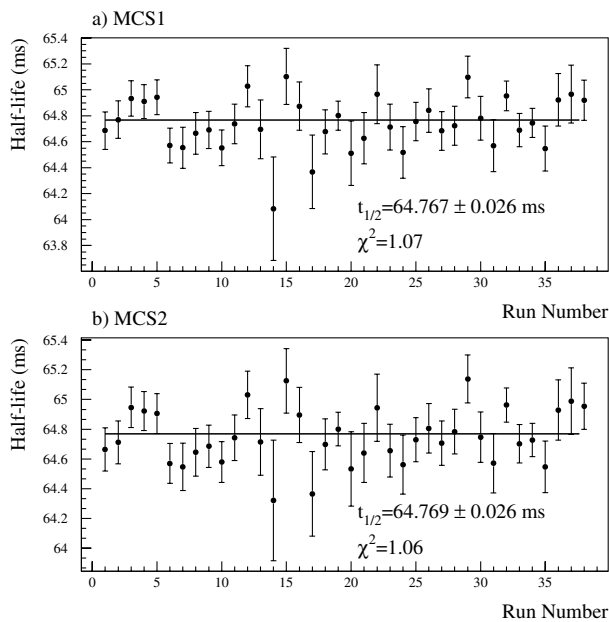 a) MCS1
Half-life (ms)
65.4
65.2
65
64.8
64.6
64.4
64.2
64
63.8
t1/2=64.767 ± 0.026 ms
χ2=1.07
0 5 10 15 20 25 30 35
Run Number
b) MCS2
Half-life (ms)
65.4
65.2
65
64.8
64.6
64.4
64.2
64
t1/2=64.769 ± 0.026 ms
χ2=1.06
0 5 10 15 20 25 30 35
Run Number